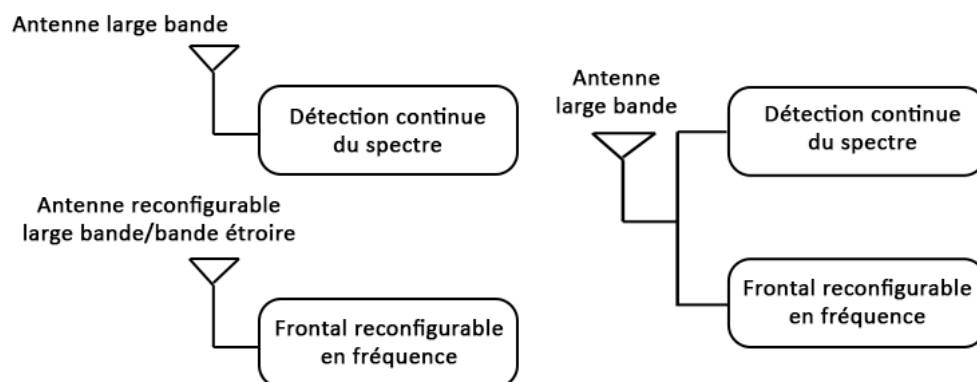 Antenne large bande
Détection continue
du spectre
Antenne reconfigurable
large bande/bande étroire
Frontal reconfigurable
en fréquence
Antenne
large bande
Détection continue
du spectre
Frontal reconfigurable
en fréquence